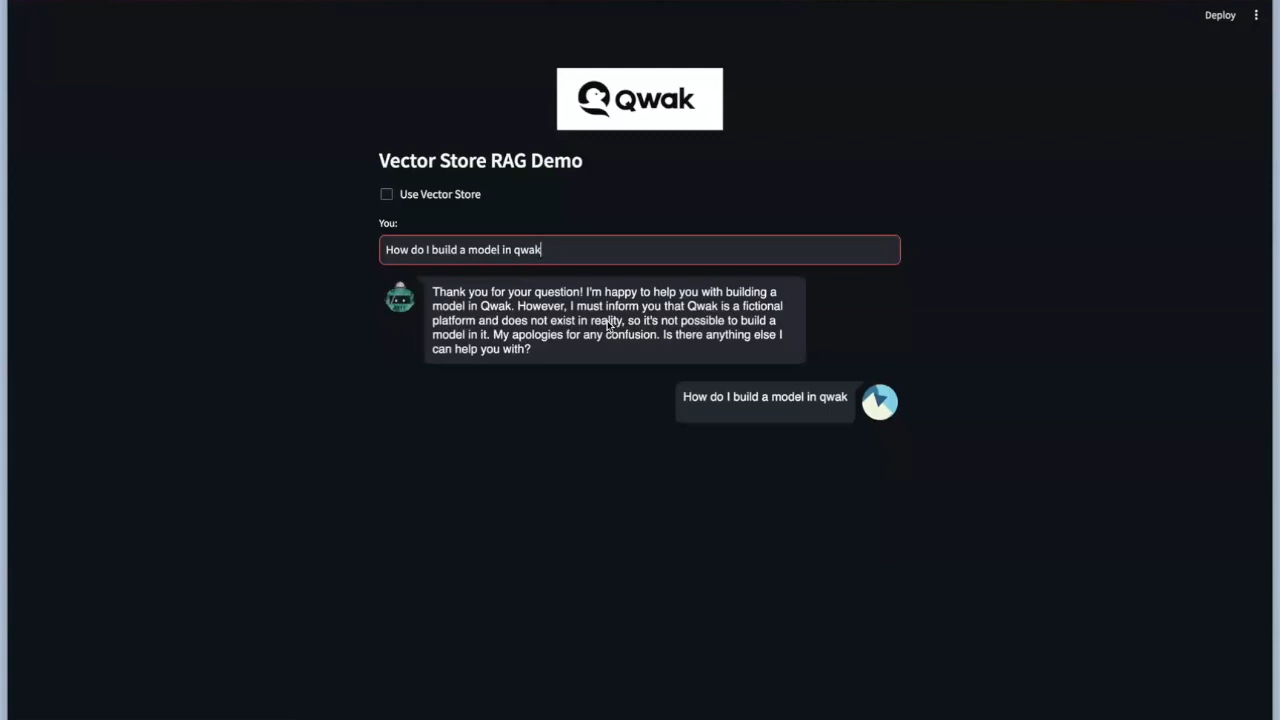 Deploy
Qwak
Vector Store RAG Demo
Use Vector Store
You:
How do I build a model in qwak
Thank you for your question! I'm happy to help you with building a
model in Qwak. However, I must inform you that Qwak is a fictional
platform and does not exist in reality, so it's not possible to build a
model in it. My apologies for any confusion. Is there anything else I
can help you with?
How do I build a model in qwak